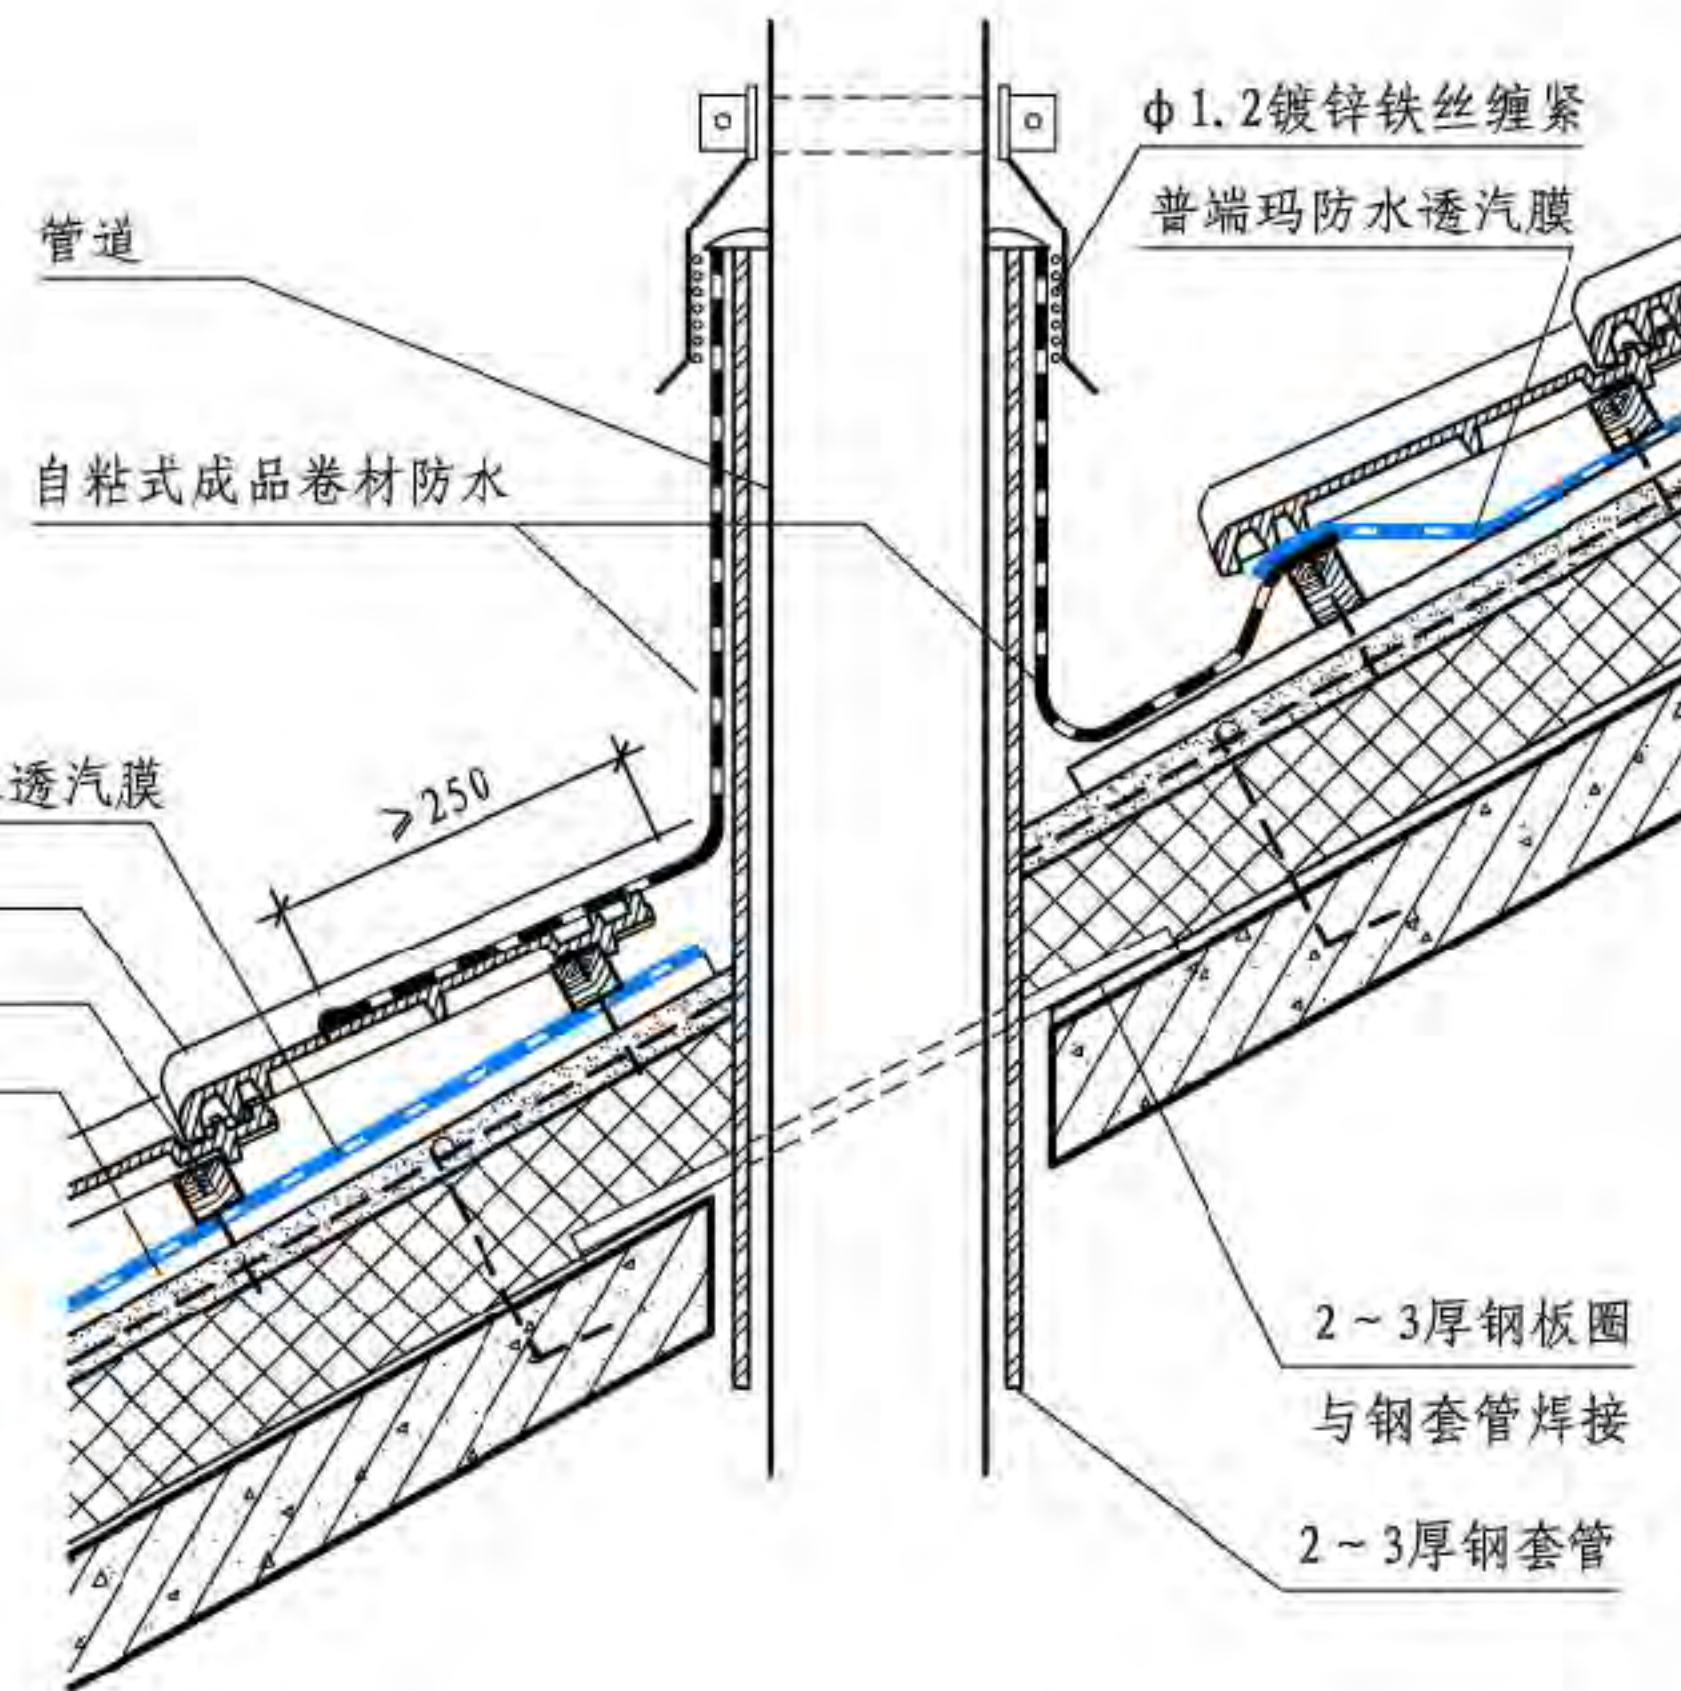 φ1.2镀锌铁丝缠紧
普端玛防水透汽膜
管道
自粘式成品卷材防水
透汽膜
≥250
2~3厚钢板圈
与钢套管焊接
2~3厚钢套管